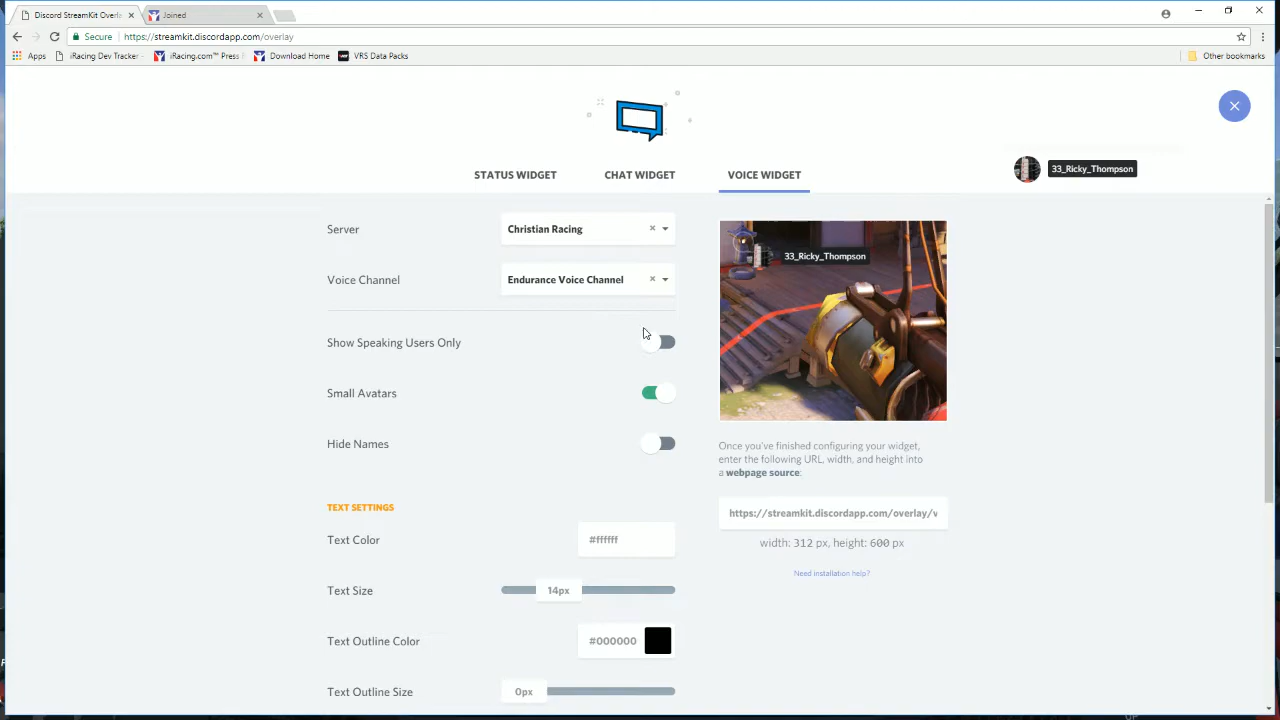 Discord StreamKit Overla
Joined
Secure
https://streamkit.discordapp.com/overlay
Apps
iRacing Dev Tracker -
iRacing.com™ Press
Download Home
VRS Data Packs
Other bookmarks
STATUS WIDGET
CHAT WIDGET
VOICE WIDGET
33_Ricky_Thompson
Server
Christian Racing
Voice Channel
Endurance Voice Channel
33_Ricky_Thompson
Show Speaking Users Only
Small Avatars
Hide Names
Once you've finished configuring your widget,
enter the following URL, width, and height into
a webpage source:
https://streamkit.discordapp.com/overlay/v
width: 312 px, height: 600 px
Need installation help?
TEXT SETTINGS
Text Color
#ffffff
Text Size
14px
Text Outline Color
#000000
Text Outline Size
0px